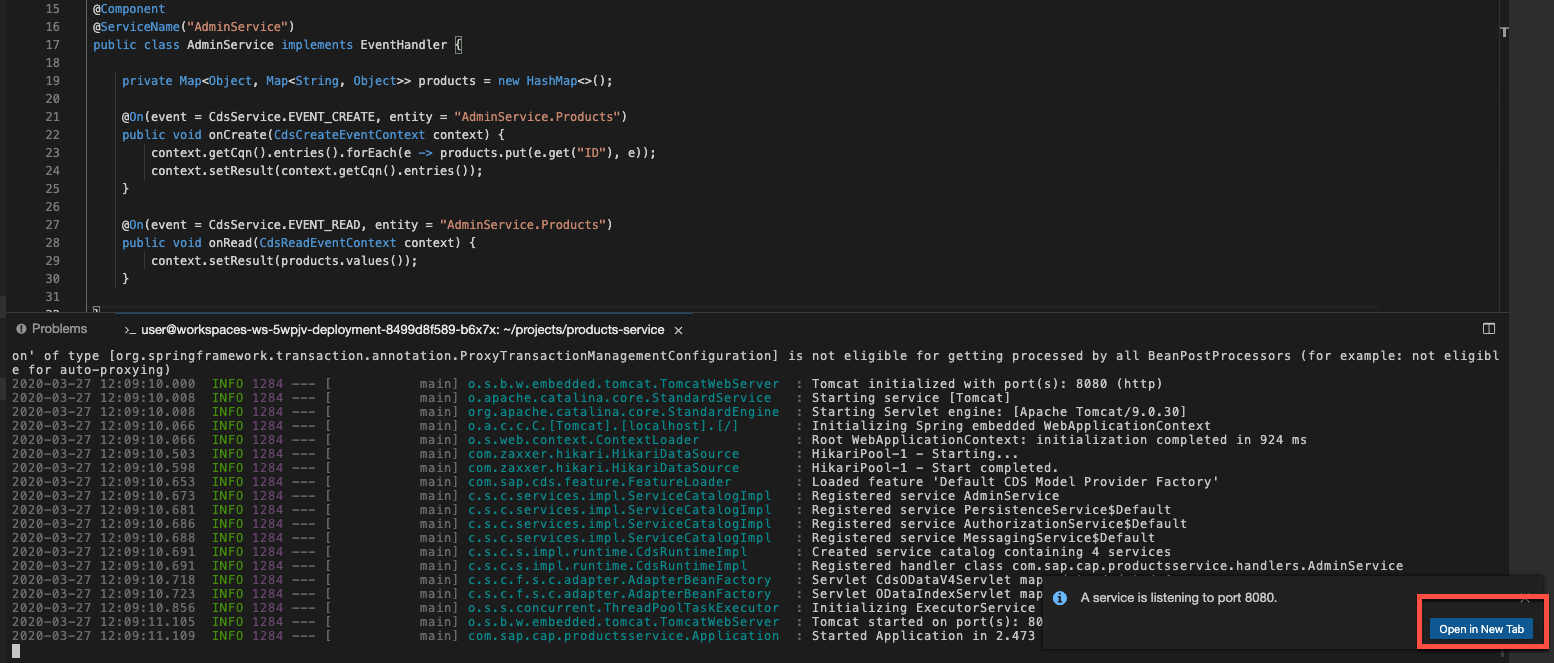 15 @Component
16 @ServiceName("AdminService")
17 public class AdminService implements EventHandler {
18
19 private Map<Object, Map<String, Object>> products = new HashMap<>();
20
21 @On(event = CdsService.EVENT_CREATE, entity = "AdminService.Products")
22 public void onCreate(CdsCreateEventContext context) {
23 context.getCqn().entries().forEach(e -> products.put(e.get("ID"), e));
24 context.setResult(context.getCqn().entries());
25 }
26
27 @On(event = CdsService.EVENT_READ, entity = "AdminService.Products")
28 public void onRead(CdsReadEventContext context) {
29 context.setResult(products.values());
30 }
31
Problems
>_ user@workspaces-ws-5wpjv-deployment-8499d8f589-b6x7x: ~/projects/products-service ×
on' of type [org.springframework.transaction.annotation.ProxyTransactionManagementConfiguration] is not eligible for getting processed by all BeanPostProcessors (for example: not eligibl
e for auto-proxying)
2020-03-27 12:09:10.000 INFO 1284 --- [ main] o.s.b.w.embedded.tomcat.TomcatWebServer : Tomcat initialized with port(s): 8080 (http)
2020-03-27 12:09:10.008 INFO 1284 --- [ main] o.apache.catalina.core.StandardService : Starting service [Tomcat]
2020-03-27 12:09:10.008 INFO 1284 --- [ main] org.apache.catalina.core.StandardEngine : Starting Servlet engine: [Apache Tomcat/9.0.30]
2020-03-27 12:09:10.066 INFO 1284 --- [ main] o.a.c.c.C.[Tomcat].[localhost].[/] : Initializing Spring embedded WebApplicationContext
2020-03-27 12:09:10.066 INFO 1284 --- [ main] o.s.web.context.ContextLoader : Root WebApplicationContext: initialization completed in 924 ms
2020-03-27 12:09:10.503 INFO 1284 --- [ main] com.zaxxer.hikari.HikariDataSource : HikariPool-1 - Starting...
2020-03-27 12:09:10.598 INFO 1284 --- [ main] com.zaxxer.hikari.HikariDataSource : HikariPool-1 - Start completed.
2020-03-27 12:09:10.653 INFO 1284 --- [ main] com.sap.cds.feature.FeatureLoader : Loaded feature 'Default CDS Model Provider Factory'
2020-03-27 12:09:10.673 INFO 1284 --- [ main] c.s.c.services.impl.ServiceCatalogImpl : Registered service AdminService
2020-03-27 12:09:10.681 INFO 1284 --- [ main] c.s.c.services.impl.ServiceCatalogImpl : Registered service PersistenceService$Default
2020-03-27 12:09:10.686 INFO 1284 --- [ main] c.s.c.services.impl.ServiceCatalogImpl : Registered service AuthorizationService$Default
2020-03-27 12:09:10.688 INFO 1284 --- [ main] c.s.c.services.impl.ServiceCatalogImpl : Registered service MessagingService$Default
2020-03-27 12:09:10.691 INFO 1284 --- [ main] c.s.c.s.impl.runtime.CdsRuntimeImpl : Created service catalog containing 4 services
2020-03-27 12:09:10.691 INFO 1284 --- [ main] c.s.c.s.impl.runtime.CdsRuntimeImpl : Registered handler class com.sap.cap.productsservice.handlers.AdminService
2020-03-27 12:09:10.718 INFO 1284 --- [ main] c.s.c.f.s.c.adapter.AdapterBeanFactory : Servlet CdsODataV4Servlet map
2020-03-27 12:09:10.723 INFO 1284 --- [ main] c.s.c.f.s.c.adapter.AdapterBeanFactory : Servlet ODataIndexServlet map
2020-03-27 12:09:10.856 INFO 1284 --- [ main] o.s.s.concurrent.ThreadPoolTaskExecutor : Initializing ExecutorService
2020-03-27 12:09:11.105 INFO 1284 --- [ main] o.s.b.w.embedded.tomcat.TomcatWebServer : Tomcat started on port(s): 80
2020-03-27 12:09:11.109 INFO 1284 --- [ main] com.sap.cap.productsservice.Application : Started Application in 2.473
A service is listening to port 8080.
Open in New Tab